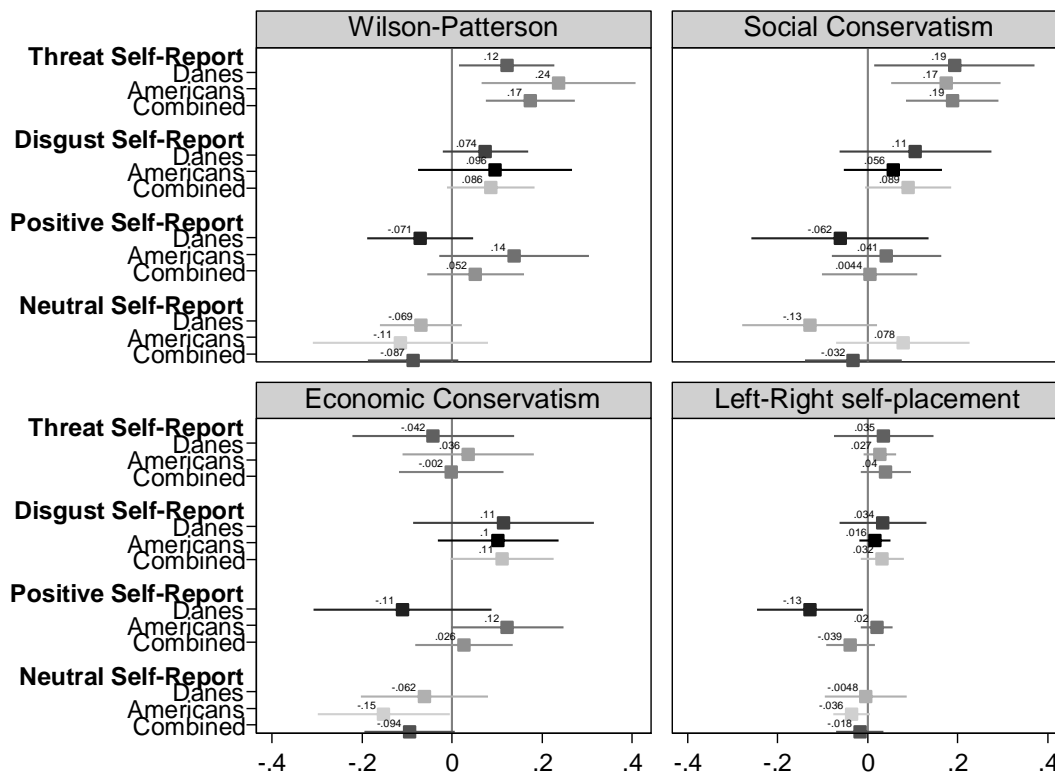 Wilson-Patterson
Social Conservatism
Threat Self-Report
Danes
Americans
Combined
Disgust Self-Report
Danes
Americans
Combined
Positive Self-Report
Danes
Americans
Combined
Neutral Self-Report
Danes
Americans
Combined
.12
.24
.17
.074
.096
.086
-.071
.14
.052
-.069
-.11
-.087
.19
.17
.19
.11
.056
.089
-.062
.041
.0044
-.13
.078
-.032
Economic Conservatism
Left-Right self-placement
Threat Self-Report
Danes
Americans
Combined
Disgust Self-Report
Danes
Americans
Combined
Positive Self-Report
Danes
Americans
Combined
Neutral Self-Report
Danes
Americans
Combined
-.042
.036
-.002
.11
.1
.11
-.11
.12
.026
-.062
-.15
-.094
.035
.027
.04
.034
.016
.032
-.13
.02
-.039
-.0048
-.036
-.018
-.4 -.2 0 .2 .4
-.4 -.2 0 .2 .4